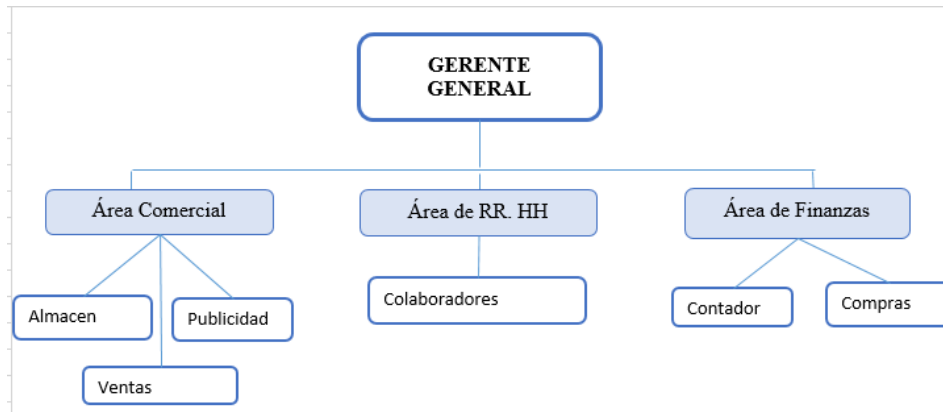 GERENTE
GENERAL
Área Comercial
Área de RR. HH
Área de Finanzas
Almacen
Publicidad
Ventas
Colaboradores
Contador
Compras